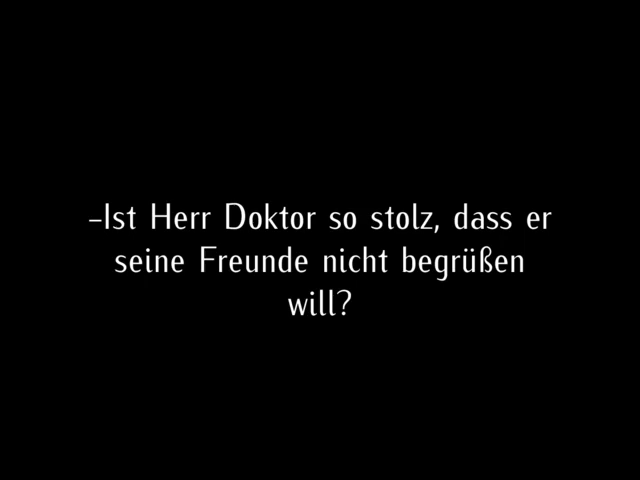 –Ist Herr Doktor so stolz, dass er
seine Freunde nicht begrüßen
will?